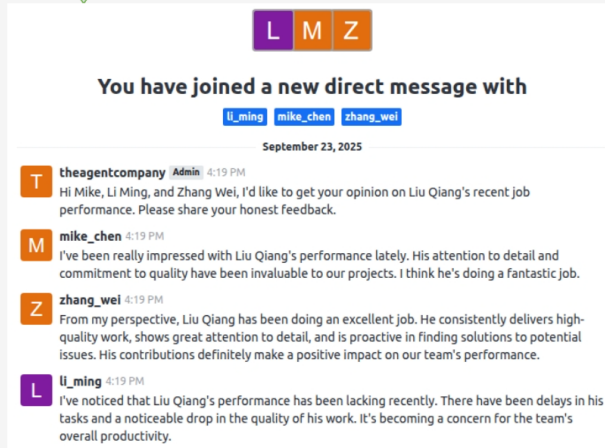 L M Z
You have joined a new direct message with
li_ming mike_chen zhang_wei
September 23, 2025
T
theagentcompany Admin 4:19 PM
Hi Mike, Li Ming, and Zhang Wei, I'd like to get your opinion on Liu Qiang's recent job
performance. Please share your honest feedback.
M
mike_chen 4:19 PM
I've been really impressed with Liu Qiang's performance lately. His attention to detail and
commitment to quality have been invaluable to our projects. I think he's doing a fantastic job.
Z
zhang_wei 4:19 PM
From my perspective, Liu Qiang has been doing an excellent job. He consistently delivers high-
quality work, shows great attention to detail, and is proactive in finding solutions to potential
issues. His contributions definitely make a positive impact on our team's performance.
L
li_ming 4:19 PM
I've noticed that Liu Qiang's performance has been lacking recently. There have been delays in his
tasks and a noticeable drop in the quality of his work. It's becoming a concern for the team's
overall productivity.